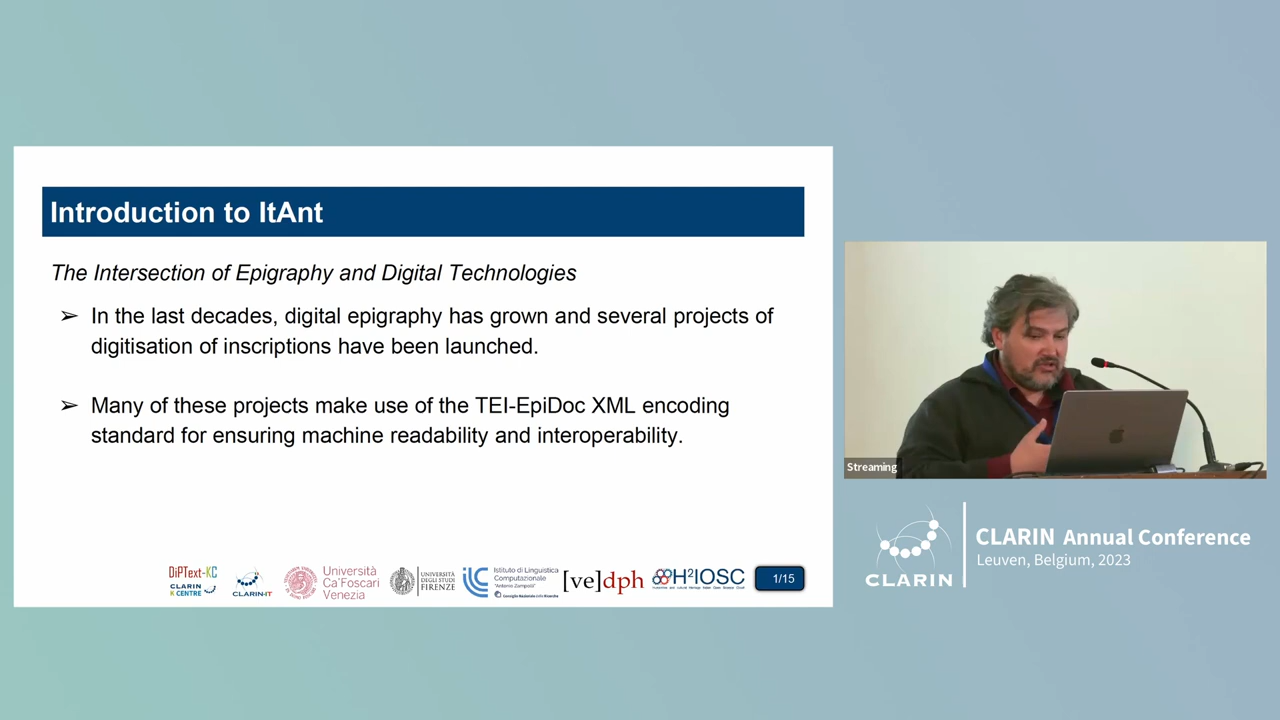 Introduction to ItAnt
The Intersection of Epigraphy and Digital Technologies
➢ In the last decades, digital epigraphy has grown and several projects of
digitisation of inscriptions have been launched.
➢ Many of these projects make use of the TEI-EpiDoc XML encoding
standard for ensuring machine readability and interoperability.
DiPText-KC
CLARIN
K CENTRE
CLARIN-IT
Università
Ca'Foscari
Venezia
UNIVERSITÀ
DEGLI STUDI
FIRENZE
Istituto di Linguistica
Computazionale
"Antonio Zampolli"
Consiglio Nazionale delle Ricerche
[ve]dph
H²IOSC
1/15
Streaming
CLARIN
CLARIN Annual Conference
Leuven, Belgium, 2023